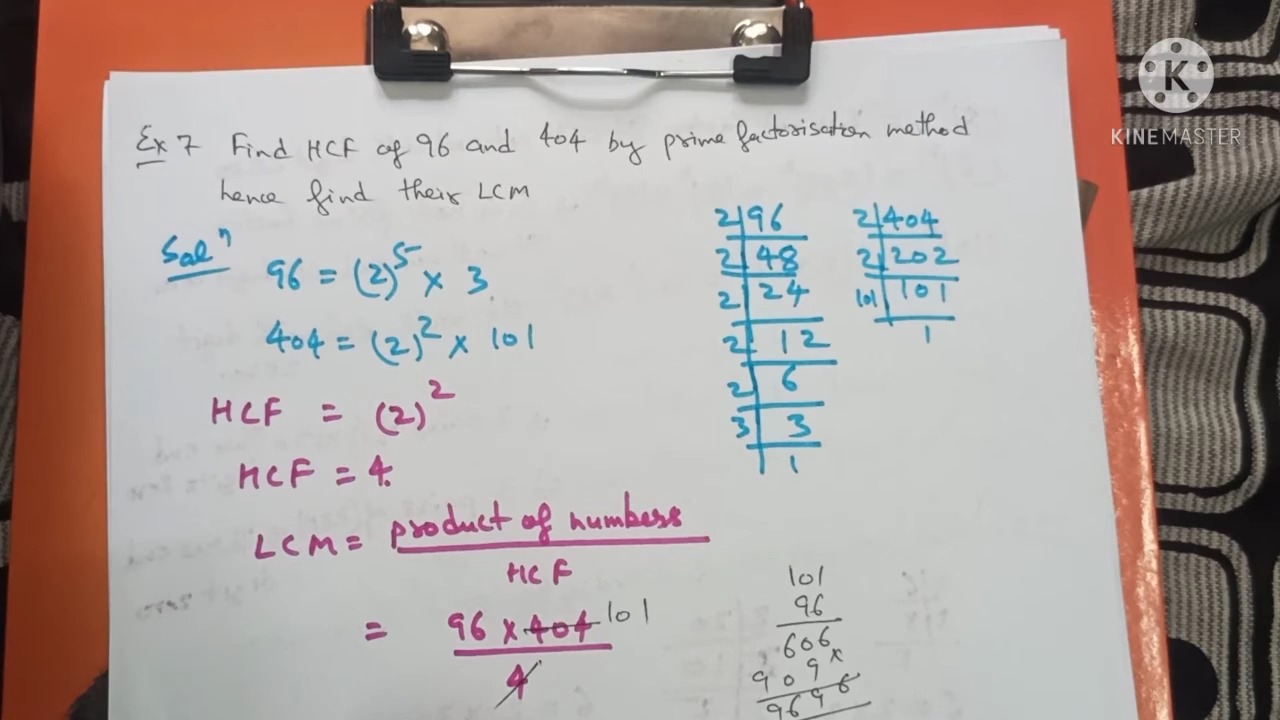 Ex 7 Find HCF of 96 and 404 by prime factorisation method
hence find their LCM
Solⁿ
96 = (2)⁵ × 3
404 = (2)² × 101
HCF = (2)²
HCF = 4.
LCM = product of numbers
HCF
= 96 × 404 101
4
2 96
2 48
2 24
2 12
2 6
3 3
1
2 404
2 202
101 101
1
101
96
606
909×
9696
K
KINEMASTER